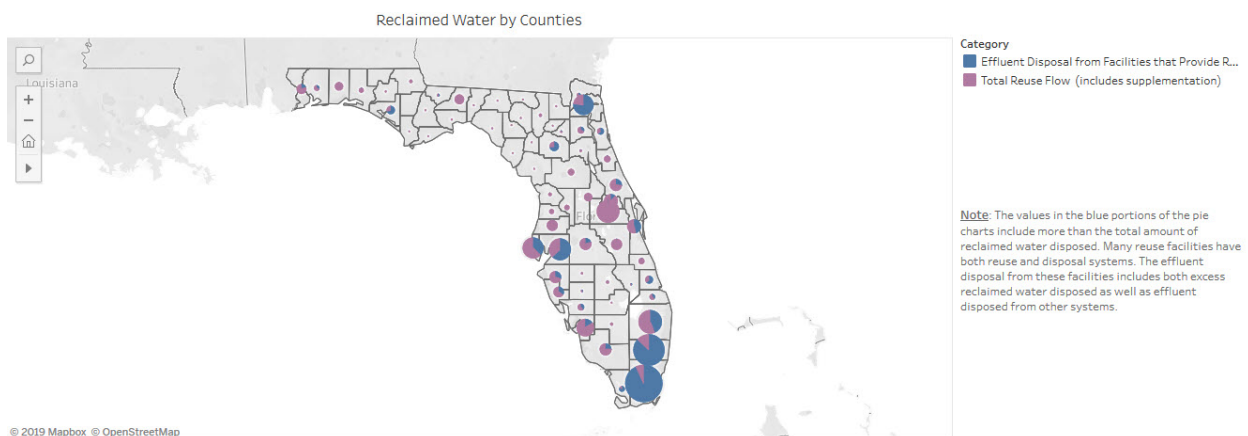 Reclaimed Water by Counties
Louisiana
Flori
© 2019 Mapbox © OpenStreetMap
Category
Effluent Disposal from Facilities that Provide R...
Total Reuse Flow (includes supplementation)
Note: The values in the blue portions of the pie
charts include more than the total amount of
reclaimed water disposed. Many reuse facilities have
both reuse and disposal systems. The effluent
disposal from these facilities includes both excess
reclaimed water disposed as well as effluent
disposed from other systems.